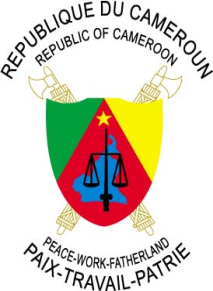 REPUBLIQUE DU CAMEROUN
REPUBLIC OF CAMEROON
PEACE-WORK-FATHERLAND
PAIX-TRAVAIL-PATRIE